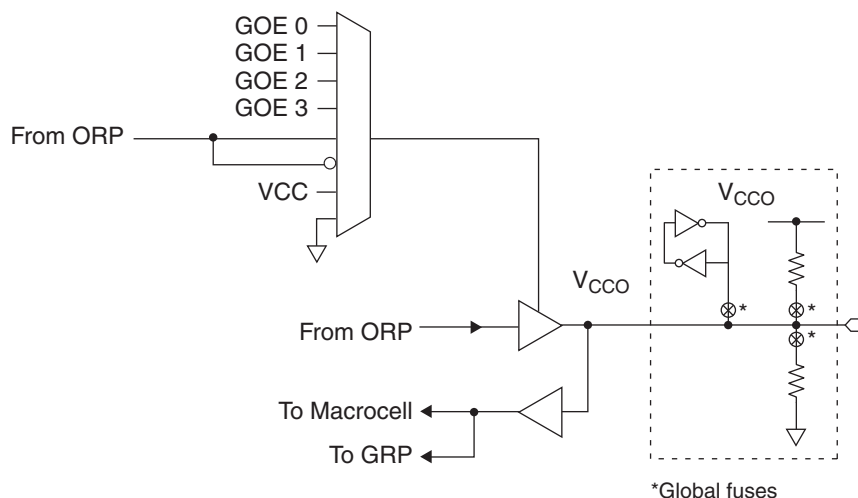 GOE 0
GOE 1
GOE 2
GOE 3
From ORP
VCC
VCCO
VCCO
*
*
*
From ORP
To Macrocell
To GRP
*Global fuses